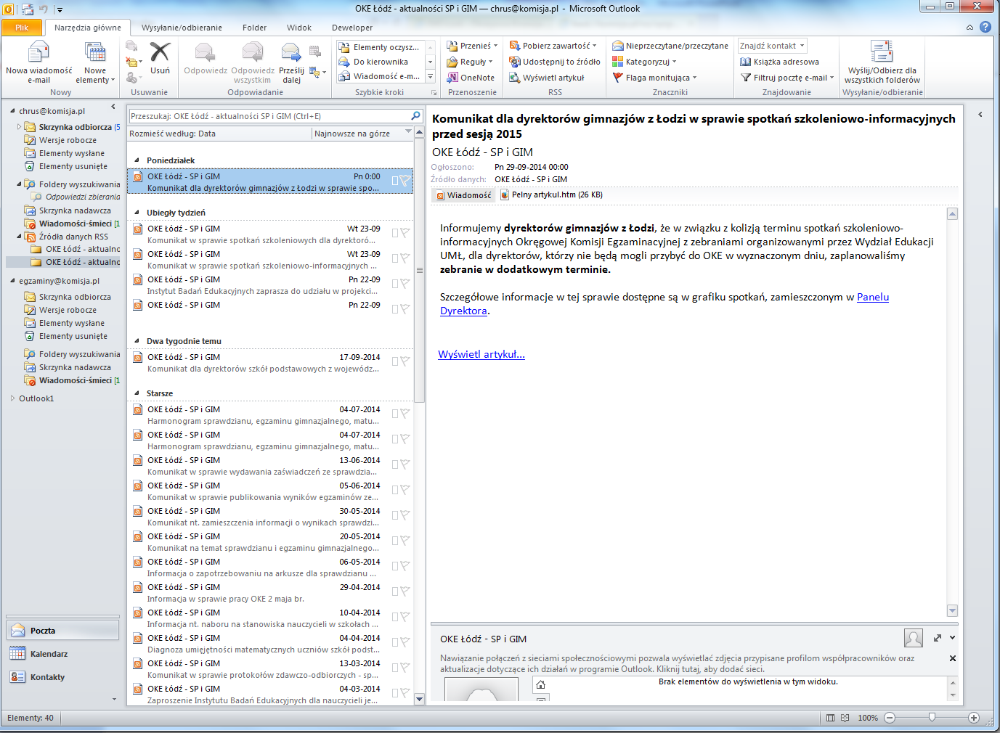 OKE Łódź - aktualności SP i GIM — chrus@komisja.pl - Microsoft Outlook
Plik Narzędzia główne Wysyłanie/odbieranie Folder Widok Deweloper
Nowa wiadomość e-mail
Nowe elementy
Nowy
Usuń
Usuwanie
Odpowiedz
Odpowiedz wszystkim
Prześlij dalej
Odpowiadanie
Elementy oczysz...
Do kierownika
Wiadomość e-m...
Szybkie kroki
Przenieś
Reguły
OneNote
Przenoszenie
Pobierz zawartość
Udostępnij to źródło
Wyświetl artykuł
RSS
Nieprzeczytane/przeczytane
Kategoryzuj
Flaga monitująca
Znaczniki
Znajdź kontakt
Książka adresowa
Filtruj pocztę e-mail
Znajdowanie
Wyślij/Odbierz dla
wszystkich folderów
Wysyłanie/odbieranie
chrus@komisja.pl
Skrzynka odbiorcza (5
Wersje robocze
Elementy wysłane
Elementy usunięte
Foldery wyszukiwania
Odpowiedzi zbierania
Skrzynka nadawcza
Wiadomości-śmieci [1
Źródła danych RSS
OKE Łódź - aktualno
OKE Łódź - aktualno
egzaminy@komisja.pl
Skrzynka odbiorcza
Wersje robocze
Elementy wysłane
Elementy usunięte
Foldery wyszukiwania
Skrzynka nadawcza
Wiadomości-śmieci [1
Outlook1
Poczta
Kalendarz
Kontakty
Przeszukaj: OKE Łódź - aktualności SP i GIM (Ctrl+E)
Rozmieść według: Data Najnowsze na górze
Poniedziałek
OKE Łódź - SP i GIM Pn 0:00
Komunikat dla dyrektorów gimnazjów z Łodzi w sprawie spo...
Ubiegły tydzień
OKE Łódź - SP i GIM Wt 23-09
Komunikat w sprawie spotkań szkoleniowych dla dyrektoró...
OKE Łódź - SP i GIM Wt 23-09
Komunikat w sprawie spotkań szkoleniowo-informacyjnych ...
OKE Łódź - SP i GIM Pn 22-09
Instytut Badań Edukacyjnych zaprasza do udziału w projekci...
OKE Łódź - SP i GIM Pn 22-09
Dwa tygodnie temu
OKE Łódź - SP i GIM 17-09-2014
Komunikat dla dyrektorów szkół podstawowych z wojewódz...
Starsze
OKE Łódź - SP i GIM 04-07-2014
Harmonogram sprawdzianu, egzaminu gimnazjalnego, matu...
OKE Łódź - SP i GIM 04-07-2014
Harmonogram sprawdzianu, egzaminu gimnazjalnego, matu...
OKE Łódź - SP i GIM 13-06-2014
Komunikat w sprawie wydawania zaświadczeń ze sprawdzia...
OKE Łódź - SP i GIM 05-06-2014
Komunikat w sprawie publikowania wyników egzaminów ze...
OKE Łódź - SP i GIM 30-05-2014
Komunikat nt. zamieszczenia informacji o wynikach sprawdzi...
OKE Łódź - SP i GIM 20-05-2014
Komunikat na temat sprawdzianu i egzaminu gimnazjalnego...
OKE Łódź - SP i GIM 06-05-2014
Informacja o zapotrzebowaniu na arkusze dla sprawdzianu ...
OKE Łódź - SP i GIM 29-04-2014
Informacja w sprawie pracy OKE 2 maja br.
OKE Łódź - SP i GIM 10-04-2014
Informacja nt. naboru na stanowiska nauczycieli w szkołach ...
OKE Łódź - SP i GIM 04-04-2014
Diagnoza umiejętności matematycznych uczniów szkół podst...
OKE Łódź - SP i GIM 13-03-2014
Komunikat w sprawie protokołów zdawczo-odbiorczych - sp...
OKE Łódź - SP i GIM 04-03-2014
Zaproszenie Instytutu Badań Edukacyjnych dla nauczycieli je...
Komunikat dla dyrektorów gimnazjów z Łodzi w sprawie spotkań szkoleniowo-informacyjnych
przed sesją 2015
OKE Łódź - SP i GIM
Ogłoszono: Pn 29-09-2014 00:00
Źródło danych: OKE Łódź - SP i GIM
Wiadomość Pelny artykul.htm (26 KB)
Informujemy dyrektorów gimnazjów z Łodzi, że w związku z kolizją terminu spotkań szkoleniowo-
informacyjnych Okręgowej Komisji Egzaminacyjnej z zebraniami organizowanymi przez Wydział Edukacji
UMŁ, dla dyrektorów, którzy nie będą mogli przybyć do OKE w wyznaczonym dniu, zaplanowaliśmy
zebranie w dodatkowym terminie.
Szczegółowe informacje w tej sprawie dostępne są w grafiku spotkań, zamieszczonym w Panelu
Dyrektora.
Wyświetl artykuł...
OKE Łódź - SP i GIM
Nawiązanie połączeń z sieciami społecznościowymi pozwala wyświetlać zdjęcia przypisane profilom współpracowników oraz
aktualizacje dotyczące ich działań w programie Outlook. Kliknij tutaj, aby dodać sieci.
Brak elementów do wyświetlenia w tym widoku.
Elementy: 40 100%